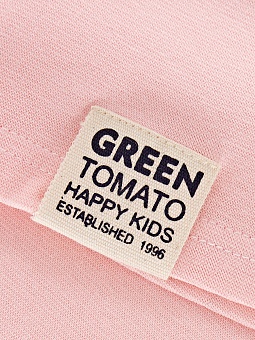 GREEN
TOMATO
HAPPY KIDS
ESTABLISHED 1996